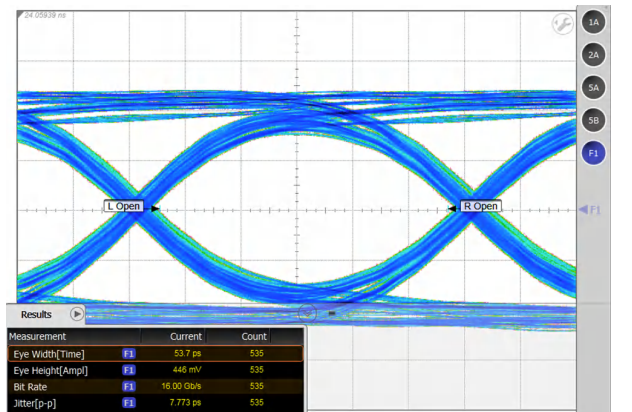 24.05939 ns
1A
2A
5A
5B
F1
L Open
R Open
F1
Results
Measurement Current Count
Eye Width[Time] F1 53.7 ps 535
Eye Height[Ampl] F1 446 mV 535
Bit Rate F1 16.00 Gb/s 535
Jitter[p-p] F1 7.773 ps 535